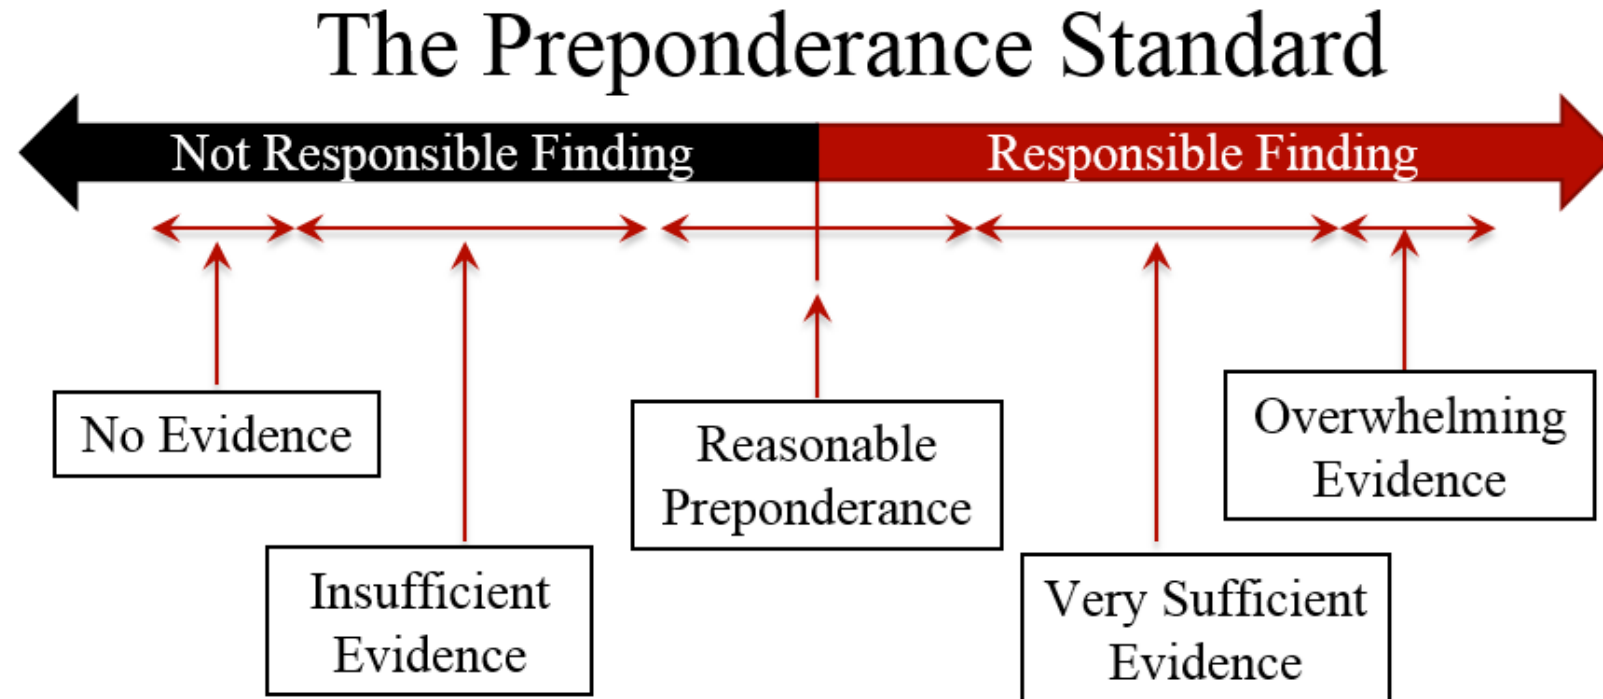 The Preponderance Standard
Not Responsible Finding
Responsible Finding
No Evidence
Insufficient
Evidence
Reasonable
Preponderance
Very Sufficient
Evidence
Overwhelming
Evidence